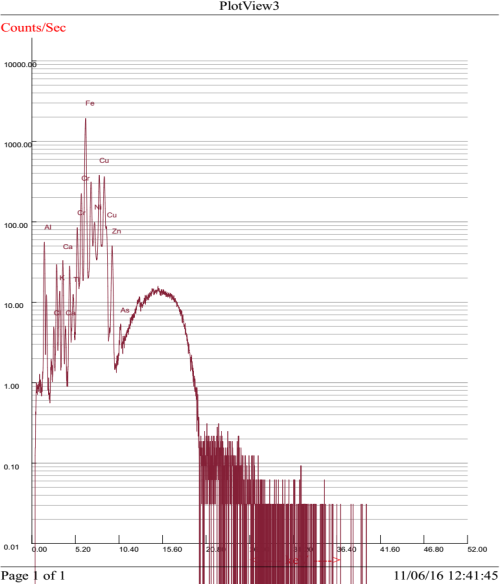 PlotView3
Counts/Sec
10000.00
Fe
1000.00
Cu
Cr
Ni
Cr
Cu
100.00
Al
Zn
Ca
K
Ti
10.00
Cl
Ca
As
1.00
0.10
0.01
0.00 5.20 10.40 15.60 20.80 36.40 41.60 46.80 52.00
Page 1 of 1 11/06/16 12:41:45